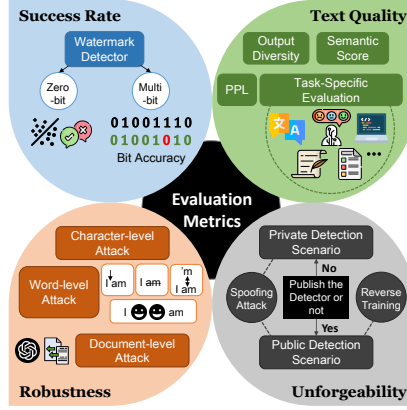 Success Rate
Watermark
Detector
Zero
-bit
Multi
-bit
01001110
01001010
Bit Accuracy
Text Quality
Output
Diversity
Semantic
Score
PPL
Task-Specific
Evaluation
文
A
...
Evaluation
Metrics
Character-level
Attack
Word-level
Attack
I am
I am
'm
I am
I am
Document-level
Attack
Robustness
Private Detection
Scenario
No
Spoofing
Attack
Publish the
Detector or
not
Reverse
Training
Yes
Public Detection
Scenario
Unforgeability